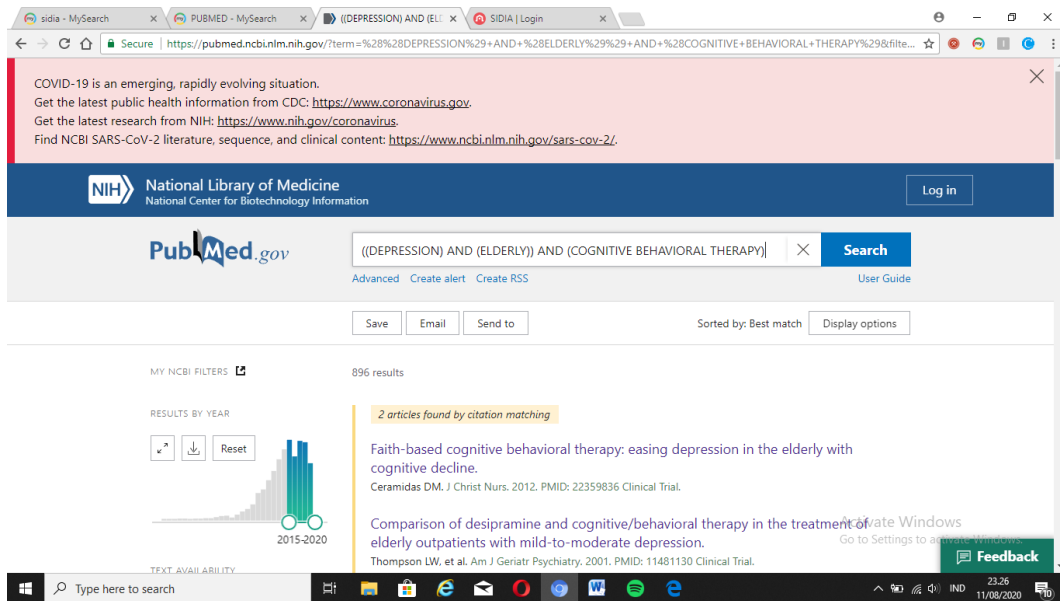 sidia - MySearch
PUBMED - MySearch
((DEPRESSION) AND (ELE
SIDIA | Login
Secure
https://pubmed.ncbi.nlm.nih.gov/?term=%28%28DEPRESSION%29+AND+%28ELDERLY%29%29+AND+%28COGNITIVE+BEHAVIORAL+THERAPY%29&filte...
COVID-19 is an emerging, rapidly evolving situation.
Get the latest public health information from CDC: https://www.coronavirus.gov.
Get the latest research from NIH: https://www.nih.gov/coronavirus.
Find NCBI SARS-CoV-2 literature, sequence, and clinical content: https://www.ncbi.nlm.nih.gov/sars-cov-2/.
NIH
National Library of Medicine
National Center for Biotechnology Information
Log in
PubMed.gov
((DEPRESSION) AND (ELDERLY)) AND (COGNITIVE BEHAVIORAL THERAPY)
Search
Advanced Create alert Create RSS
User Guide
Save Email Send to
Sorted by: Best match
Display options
MY NCBI FILTERS
896 results
RESULTS BY YEAR
Reset
2015-2020
TEXT AVAILABILITY
2 articles found by citation matching
Faith-based cognitive behavioral therapy: easing depression in the elderly with
cognitive decline.
Ceramidas DM. J Christ Nurs. 2012. PMID: 22359836 Clinical Trial.
Comparison of desipramine and cognitive/behavioral therapy in the treatment of
elderly outpatients with mild-to-moderate depression.
Thompson LW, et al. Am J Geriatr Psychiatry. 2001. PMID: 11481130 Clinical Trial.
Activate Windows
Go to Settings to activate Windows.
Feedback
Type here to search
IND
23.26
11/08/2020
10